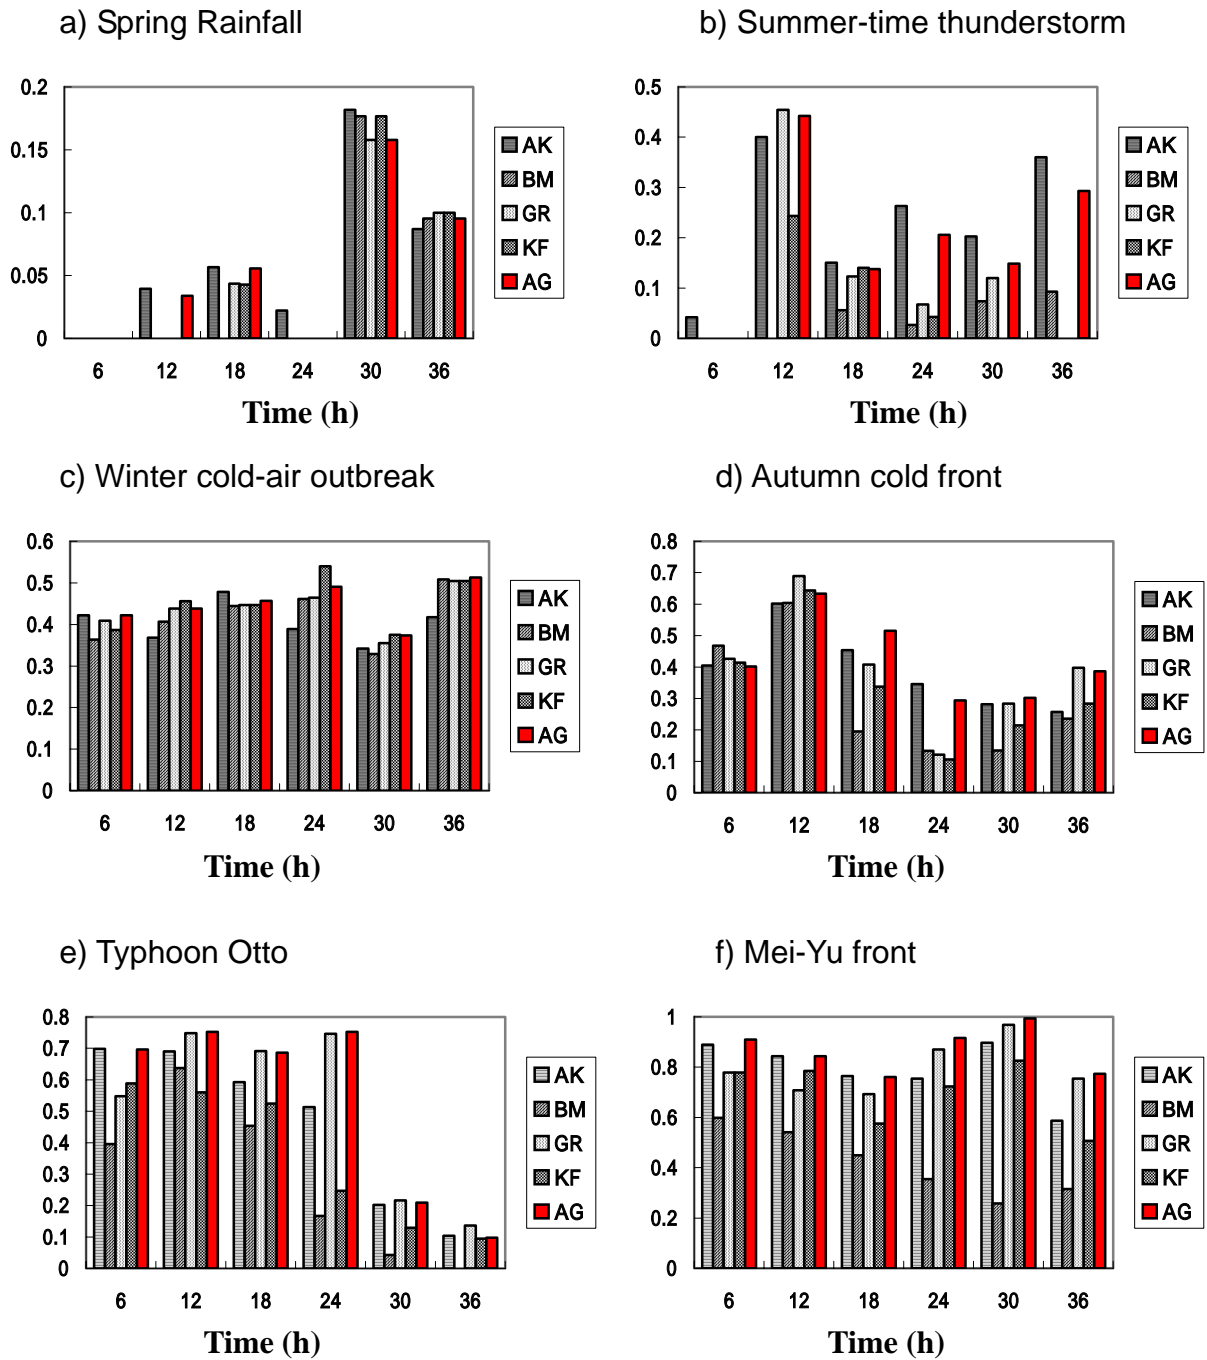 a) Spring Rainfall
0.2
0.15
0.1
0.05
0
6 12 18 24 30 36
Time (h)
AK
BM
GR
KF
AG
b) Summer-time thunderstorm
0.5
0.4
0.3
0.2
0.1
0
6 12 18 24 30 36
Time (h)
AK
BM
GR
KF
AG
c) Winter cold-air outbreak
0.6
0.5
0.4
0.3
0.2
0.1
0
6 12 18 24 30 36
Time (h)
AK
BM
GR
KF
AG
d) Autumn cold front
0.8
0.7
0.6
0.5
0.4
0.3
0.2
0.1
0
6 12 18 24 30 36
Time (h)
AK
BM
GR
KF
AG
e) Typhoon Otto
0.8
0.7
0.6
0.5
0.4
0.3
0.2
0.1
0
6 12 18 24 30 36
Time (h)
AK
BM
GR
KF
AG
f) Mei-Yu front
1
0.8
0.6
0.4
0.2
0
6 12 18 24 30 36
Time (h)
AK
BM
GR
KF
AG